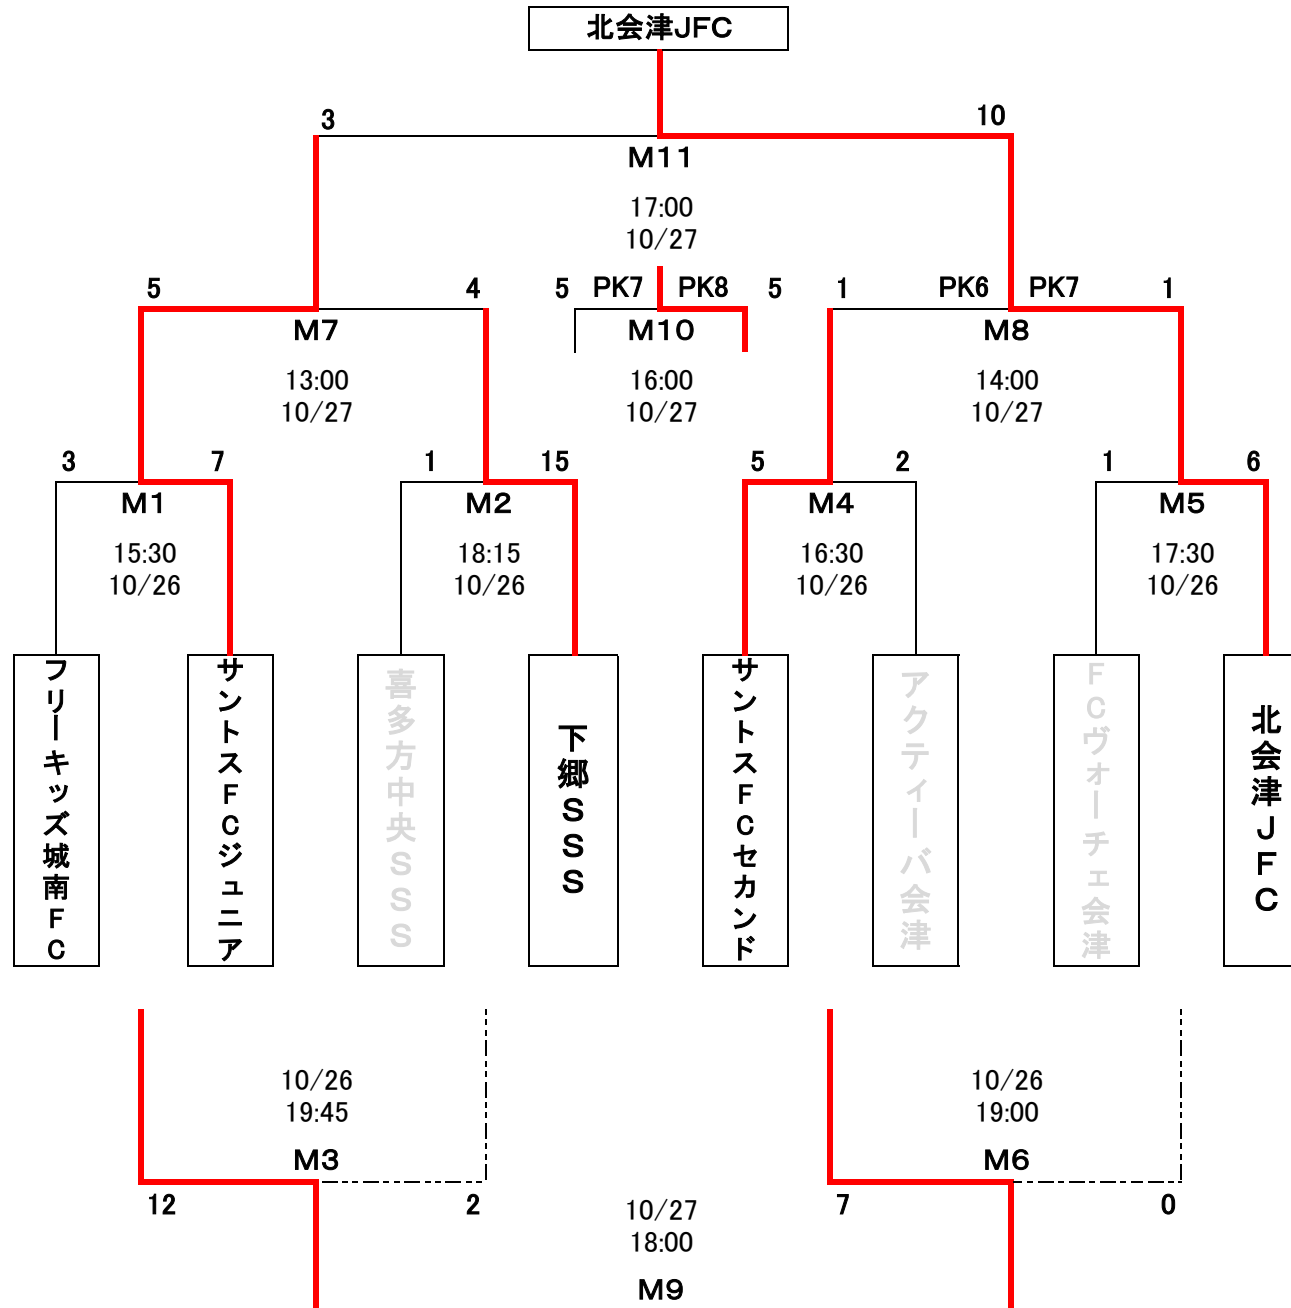 北会津JFC
3 10
M11
17:00
10/27
5 4 5 PK7 PK8 5 1 PK6 PK7 1
M7 M10 M8
13:00 16:00 14:00
10/27 10/27 10/27
3 7 1 15 5 2 1 6
M1 M2 M4 M5
15:30 18:15 16:30 17:30
10/26 10/26 10/26 10/26
フリーキッズ城南FC
サントスFCジュニア
喜多方中央SSS
下郷SSS
サントスFCセカンド
アクティーバ会津
FCヴォーチェ会津
北会津JFC
10/26 10/26
19:45 19:00
M3 M6
12 2 7 0
10/27
18:00
M9